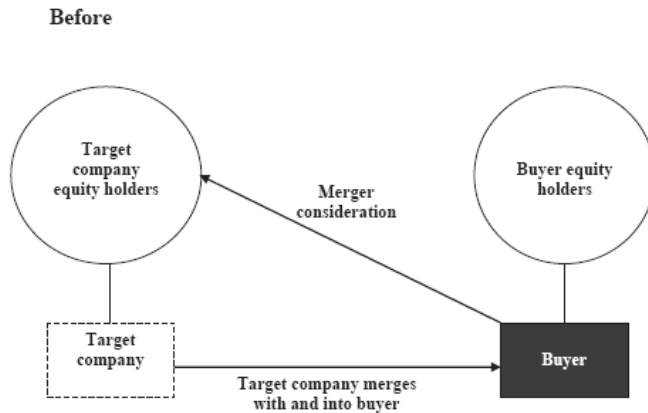 Before
Target
company
equity holders
Buyer equity
holders
Merger
consideration
Target
company
Buyer
Target company merges
with and into buyer